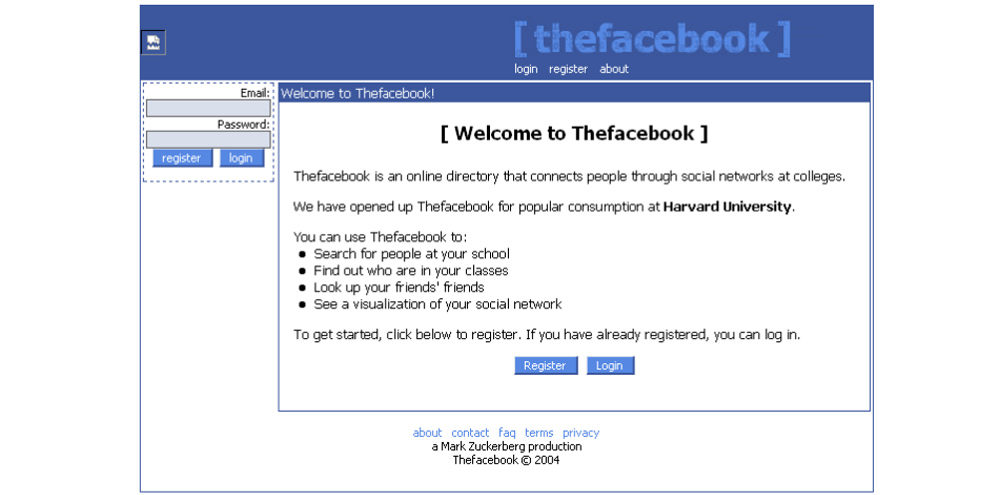 [ thefacebook ]
login register about
Email:
Password:
register login
Welcome to Thefacebook!
[ Welcome to Thefacebook ]
Thefacebook is an online directory that connects people through social networks at colleges.
We have opened up Thefacebook for popular consumption at Harvard University.
You can use Thefacebook to:
• Search for people at your school
• Find out who are in your classes
• Look up your friends' friends
• See a visualization of your social network
To get started, click below to register. If you have already registered, you can log in.
Register Login
about contact faq terms privacy
a Mark Zuckerberg production
Thefacebook © 2004